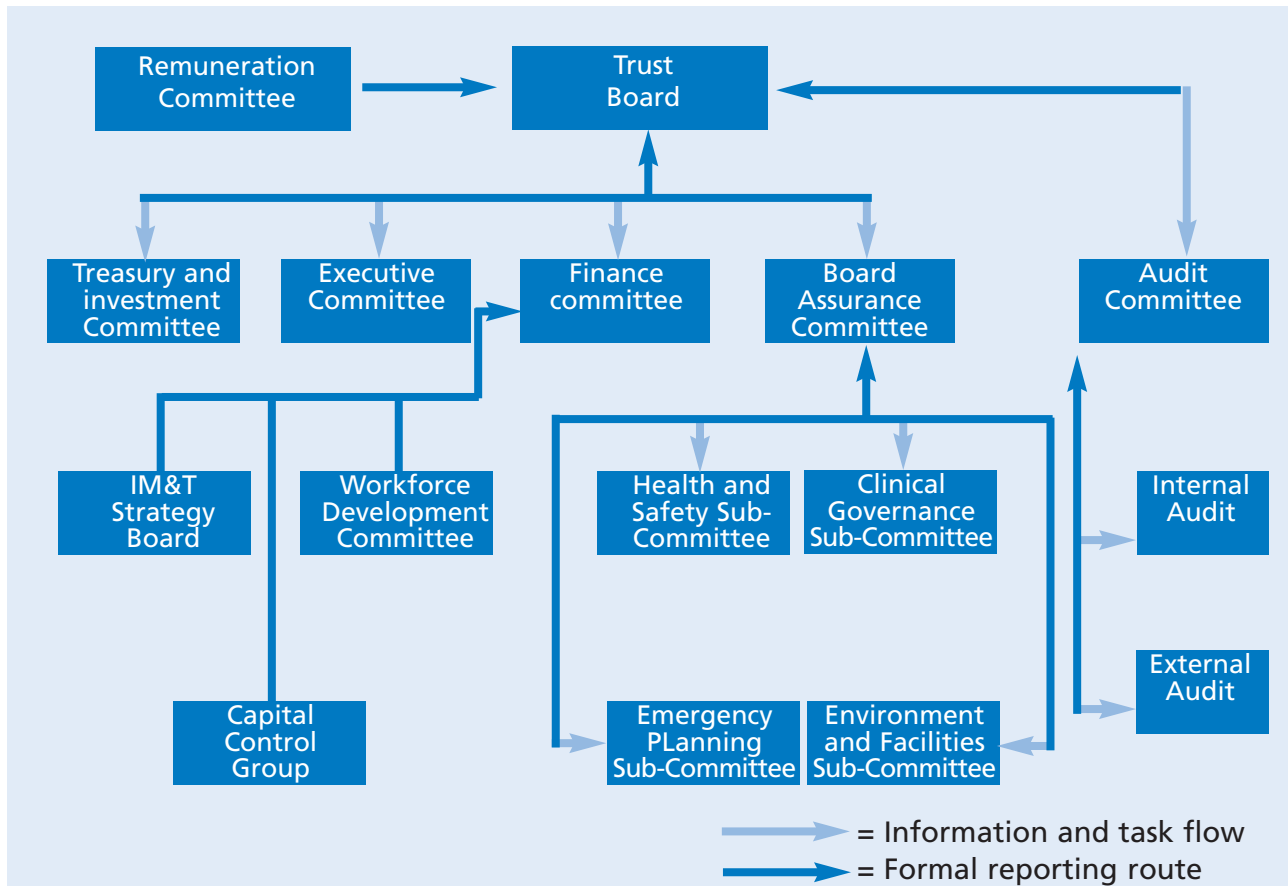 Remuneration
Committee
Trust
Board
Treasury and
investment
Committee
Executive
Committee
Finance
committee
Board
Assurance
Committee
Audit
Committee
IM&T
Strategy
Board
Workforce
Development
Committee
Health and
Safety Sub-
Committee
Clinical
Governance
Sub-Committee
Internal
Audit
Capital
Control
Group
Emergency
PLanning
Sub-Committee
Environment
and Facilities
Sub-Committee
External
Audit
= Information and task flow
= Formal reporting route